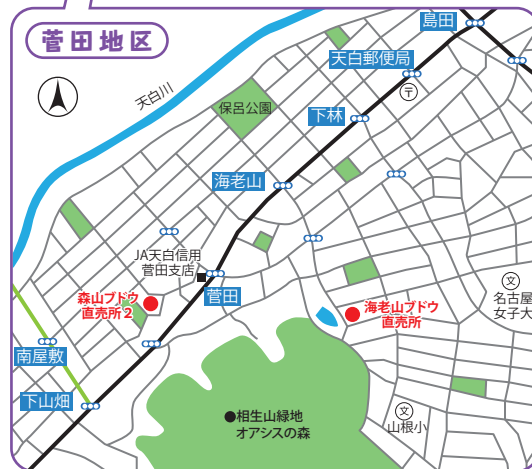 菅田地区
島田
天白郵便局
〒
天白川
保呂公園
下林
海老山
JA天白信用
菅田支店
菅田
森山ブドウ
直売所2
海老山ブドウ
直売所
文
名古屋
女子大
南屋敷
下山畑
相生山緑地
オアシスの森
文
山根小